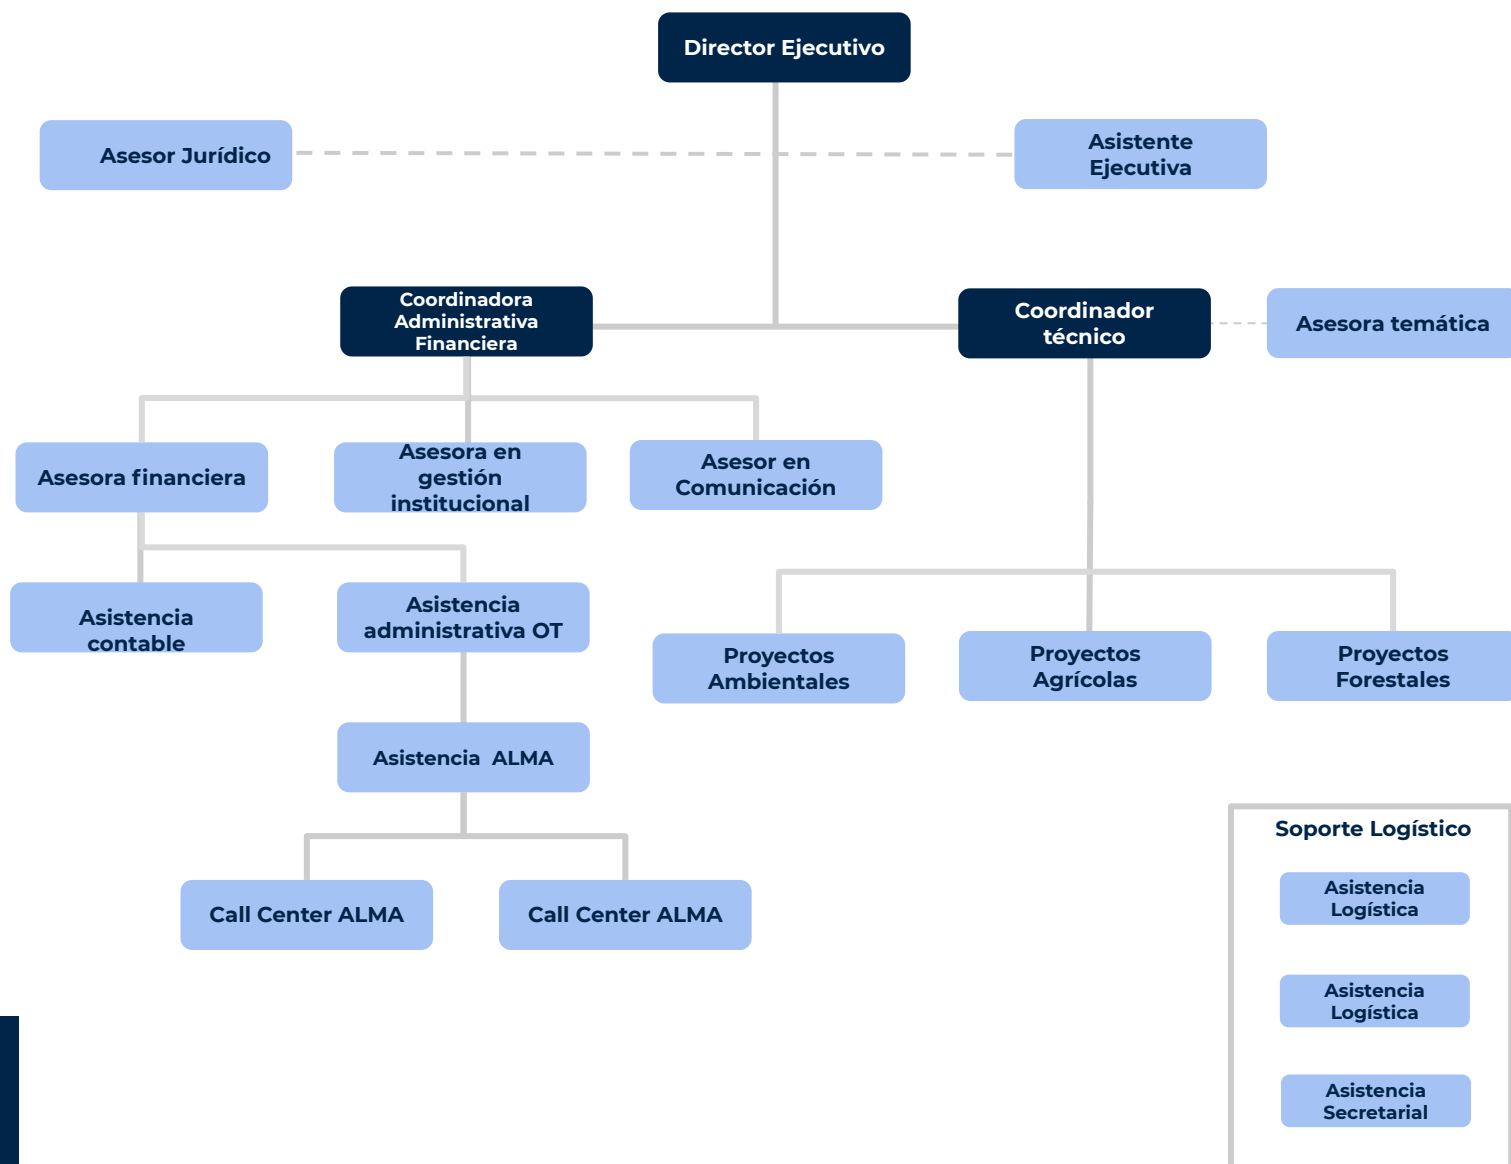 Director Ejecutivo
Asesor Jurídico
Asistente
Ejecutiva
Coordinadora
Administrativa
Financiera
Coordinador
técnico
Asesora temática
Asesora financiera
Asesora en
gestión
institucional
Asesor en
Comunicación
Asistencia
contable
Asistencia
administrativa OT
Proyectos
Ambientales
Proyectos
Agrícolas
Proyectos
Forestales
Asistencia  ALMA
Call Center ALMA
Call Center ALMA
Soporte Logístico
Asistencia
Logística
Asistencia
Logística
Asistencia
Secretarial